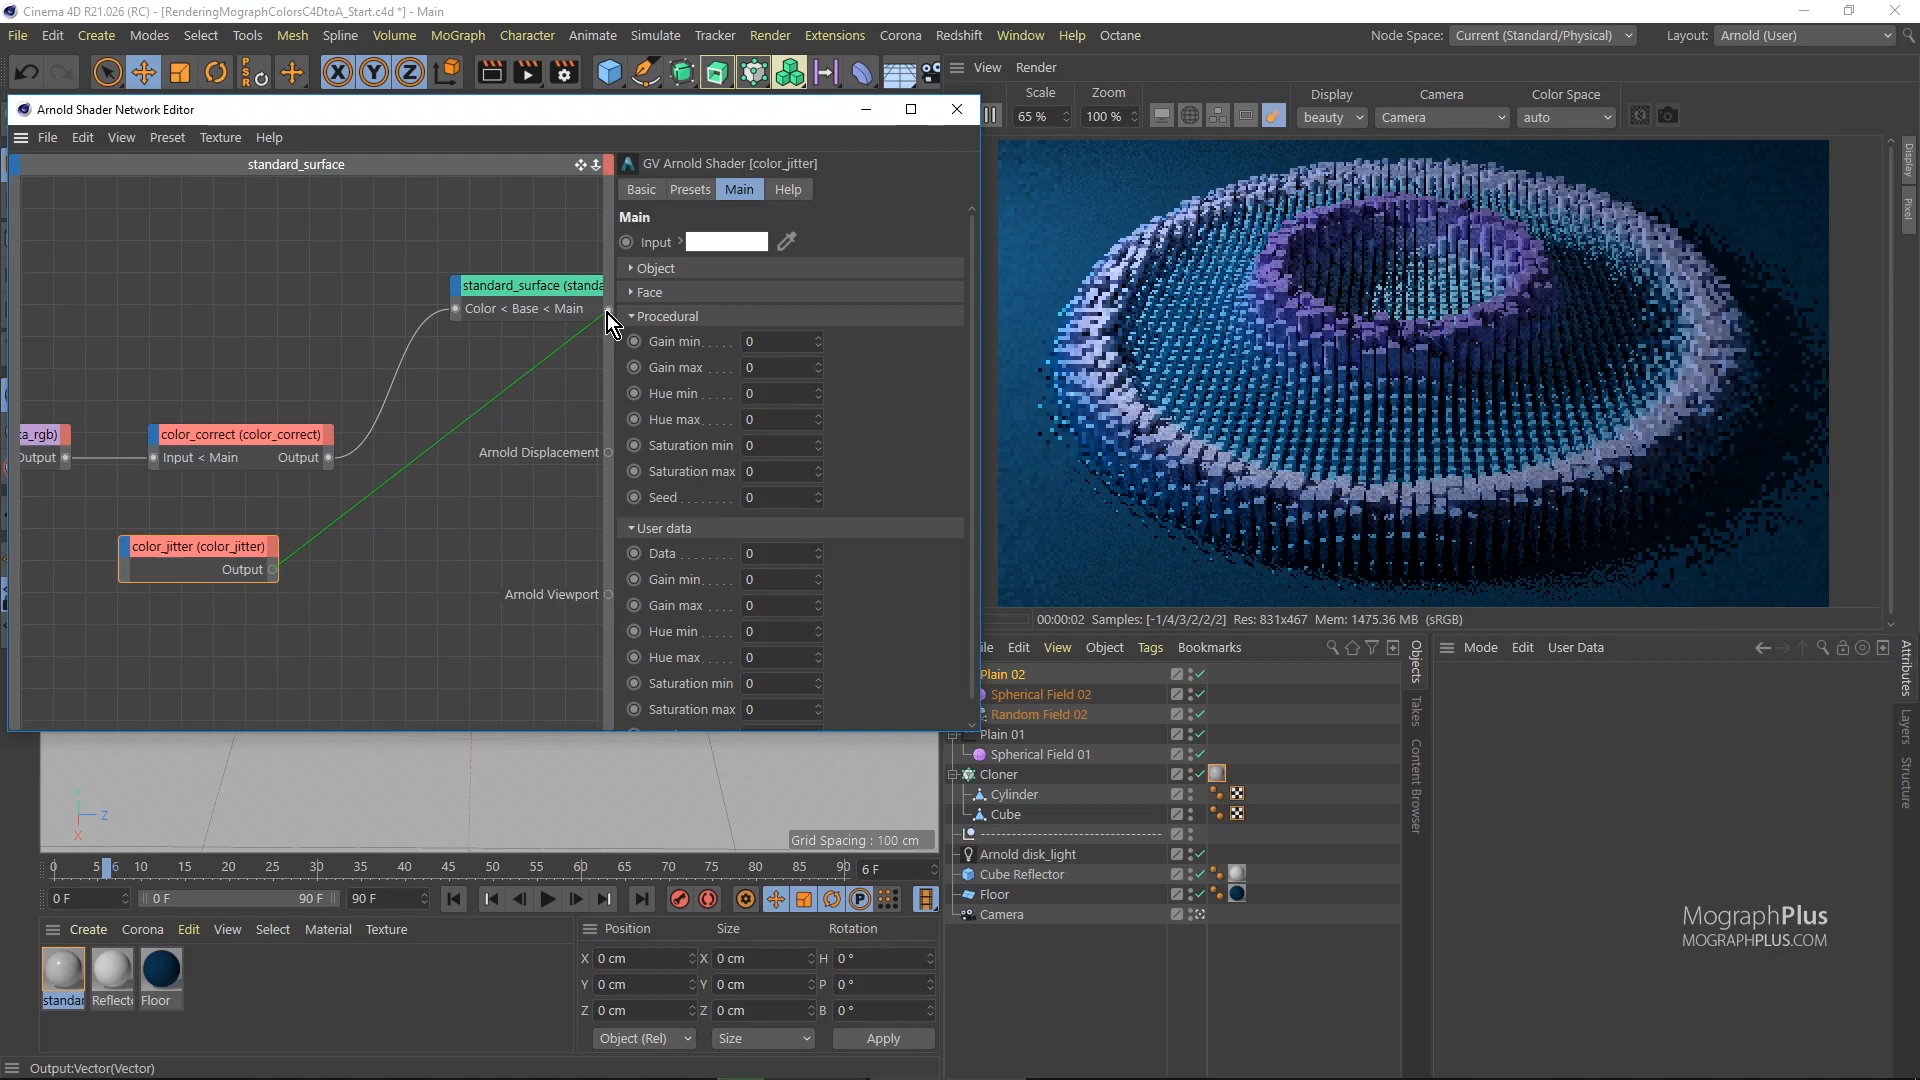 Cinema 4D R21.026 (RC) - [RenderingMographColorsC4DtoA_Start.c4d *] - Main
File Edit Create Modes Select Tools Mesh Spline Volume MoGraph Character Animate Simulate Tracker Render Extensions Corona Redshift Window Help Octane
Node Space: Current (Standard/Physical) Layout: Arnold (User)
View Render
Scale Zoom Display Camera Color Space
65 % 100 % beauty Camera auto
Arnold Shader Network Editor
File Edit View Preset Texture Help
standard_surface
standard_surface (standa
Color < Base < Main
ta_rgb)
Output
color_correct (color_correct)
Input < Main Output
Arnold Displacement
color_jitter (color_jitter)
Output
Arnold Viewport
GV Arnold Shader [color_jitter]
Basic Presets Main Help
Main
Input
Object
Face
Procedural
Gain min 0
Gain max 0
Hue min 0
Hue max 0
Saturation min 0
Saturation max 0
Seed 0
User data
Data 0
Gain min 0
Gain max 0
Hue min 0
Hue max 0
Saturation min 0
Saturation max 0
Display
Pixel
00:00:02 Samples: [-1/4/3/2/2/2] Res: 831x467 Mem: 1475.36 MB (sRGB)
ile Edit View Object Tags Bookmarks
Plain 02
Spherical Field 02
Random Field 02
Plain 01
Spherical Field 01
Cloner
Cylinder
Cube
--------------------------------
Arnold disk_light
Cube Reflector
Floor
Camera
Objects
Takes
Content Browser
Mode Edit User Data
Attributes
Layers
Structure
MographPlus
MOGRAPHPLUS.COM
Y
Z
X
Grid Spacing : 100 cm
0 5 6 10 15 20 25 30 35 40 45 50 55 60 65 70 75 80 85 90 6 F
0 F 0 F 90 F 90 F
Create Corona Edit View Select Material Texture
standar Reflecto Floor
Position Size Rotation
X 0 cm X 0 cm H 0 °
Y 0 cm Y 0 cm P 0 °
Z 0 cm Z 0 cm B 0 °
Object (Rel) Size Apply
Output:Vector(Vector)